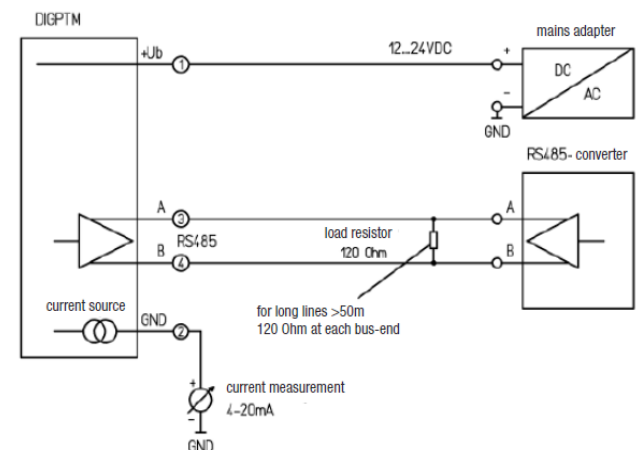 DIGPTM
mains adapter
+Ub
1
12...24VDC
+
DC
AC
-
GND
RS485- converter
A
3
A
RS485
load resistor
120 Ohm
B
4
B
current source
for long lines >50m
120 Ohm at each bus-end
GND
2
+
current measurement
4-20mA
-
GND